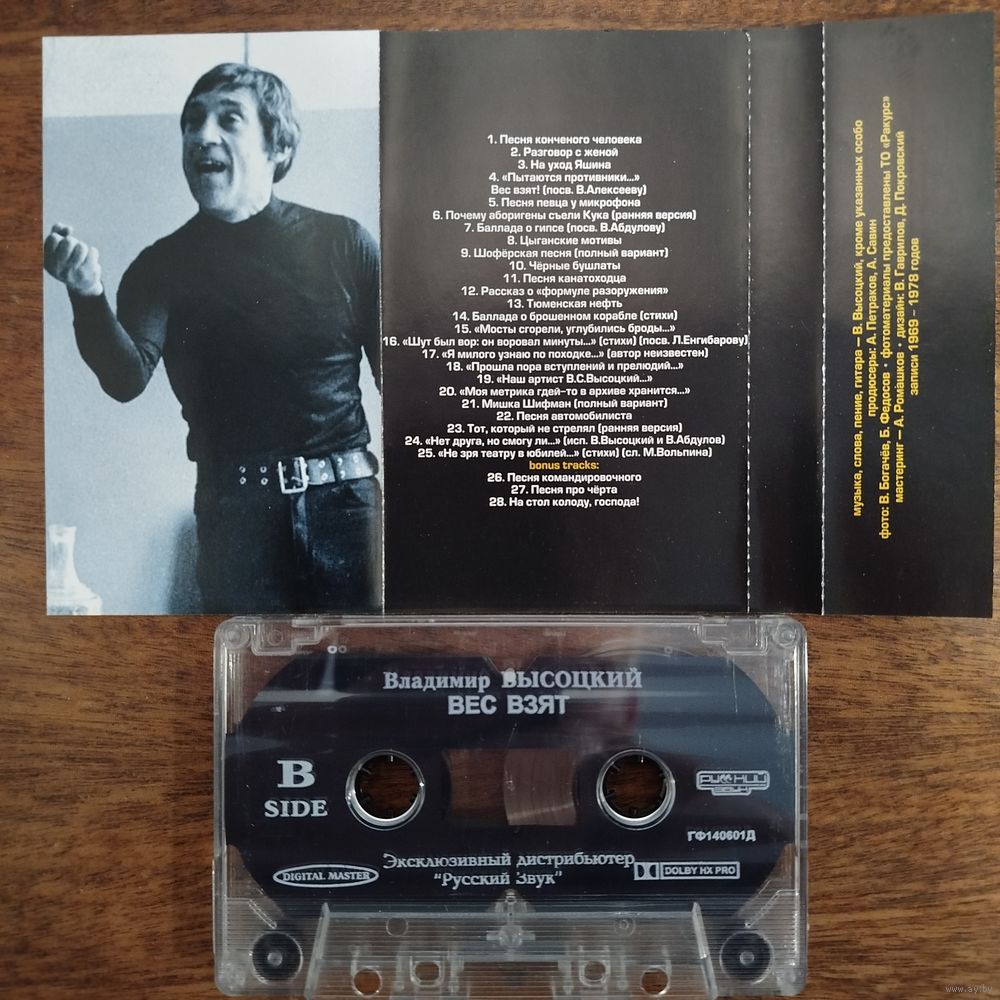 1. Песня конченого человека
2. Разговор с женой
3. На уход Яшина
4. «Пытаются противники...»
Вес взят! (посв. В.Алексееву)
5. Песня певца у микрофона
6. Почему аборигены съели Кука (ранняя версия)
7. Баллада о гипсе (посв. В.Абдулову)
8. Цыганские мотивы
9. Шофёрская песня (полный вариант)
10. Чёрные бушлаты
11. Песня канатоходца
12. Рассказ о «формуле разоружения»
13. Тюменская нефть
14. Баллада о брошенном корабле (стихи)
15. «Мосты сгорели, углубились броды...»
16. «Шут был вор: он воровал минуты...» (стихи) (посв. Л.Енгибарову)
17. «Я милого узнаю по походке...» (автор неизвестен)
18. «Прошла пора вступлений и прелюдий...»
19. «Наш артист В.С.Высоцкий...»
20. «Моя метрика гдей-то в архиве хранится...»
21. Мишка Шифман (полный вариант)
22. Песня автомобилиста
23. Тот, который не стрелял (ранняя версия)
24. «Нет друга, но смогу ли...» (исп. В.Высоцкий и В.Абдулов)
25. «Не зря театру в юбилей...» (стихи) (сл. М.Вольпина)
bonus tracks:
26. Песня командировочного
27. Песня про чёрта
28. На стол колоду, господа!
музыка, слова, пение, гитара – В. Высоцкий, кроме указанных особо
продюсеры: А. Петраков, А. Савин
фото: В. Богачёв, Б. Федосов • фотоматериалы предоставлены ТО «Ракурс»
мастеринг – А. Ромашков • дизайн: В. Гаврилов, Д. Покровский
записи 1969 – 1978 годов
Владимир ВЫСОЦКИЙ
ВЕС ВЗЯТ
B
SIDE
ГФ140601Д
Эксклюзивный дистрибьютер
"Русский Звук"
DIGITAL MASTER
DOLBY HX PRO
www.ay.by